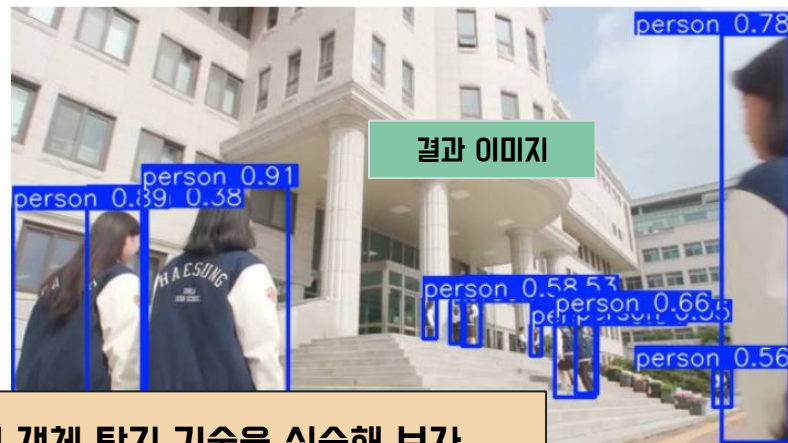 person 0.78
결과 이미지
person 0.91
person 0.89
0.38
HAESUNG
person 0.58
.53
person 0.66
person 0.56
객체 탐지 기술을 실습해 보자